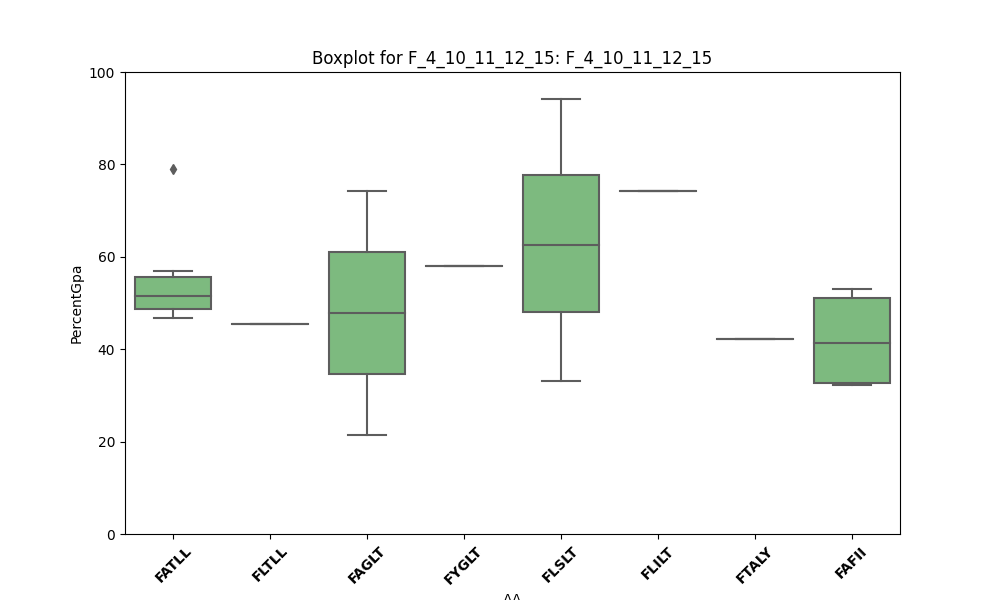 Boxplot for F_4_10_11_12_15: F_4_10_11_12_15
100
80
60
40
20
0
PercentGpa
FATLL
FLTLL
FAGLT
FYGLT
FLSLT
FLILT
FTALY
FAFII
AA